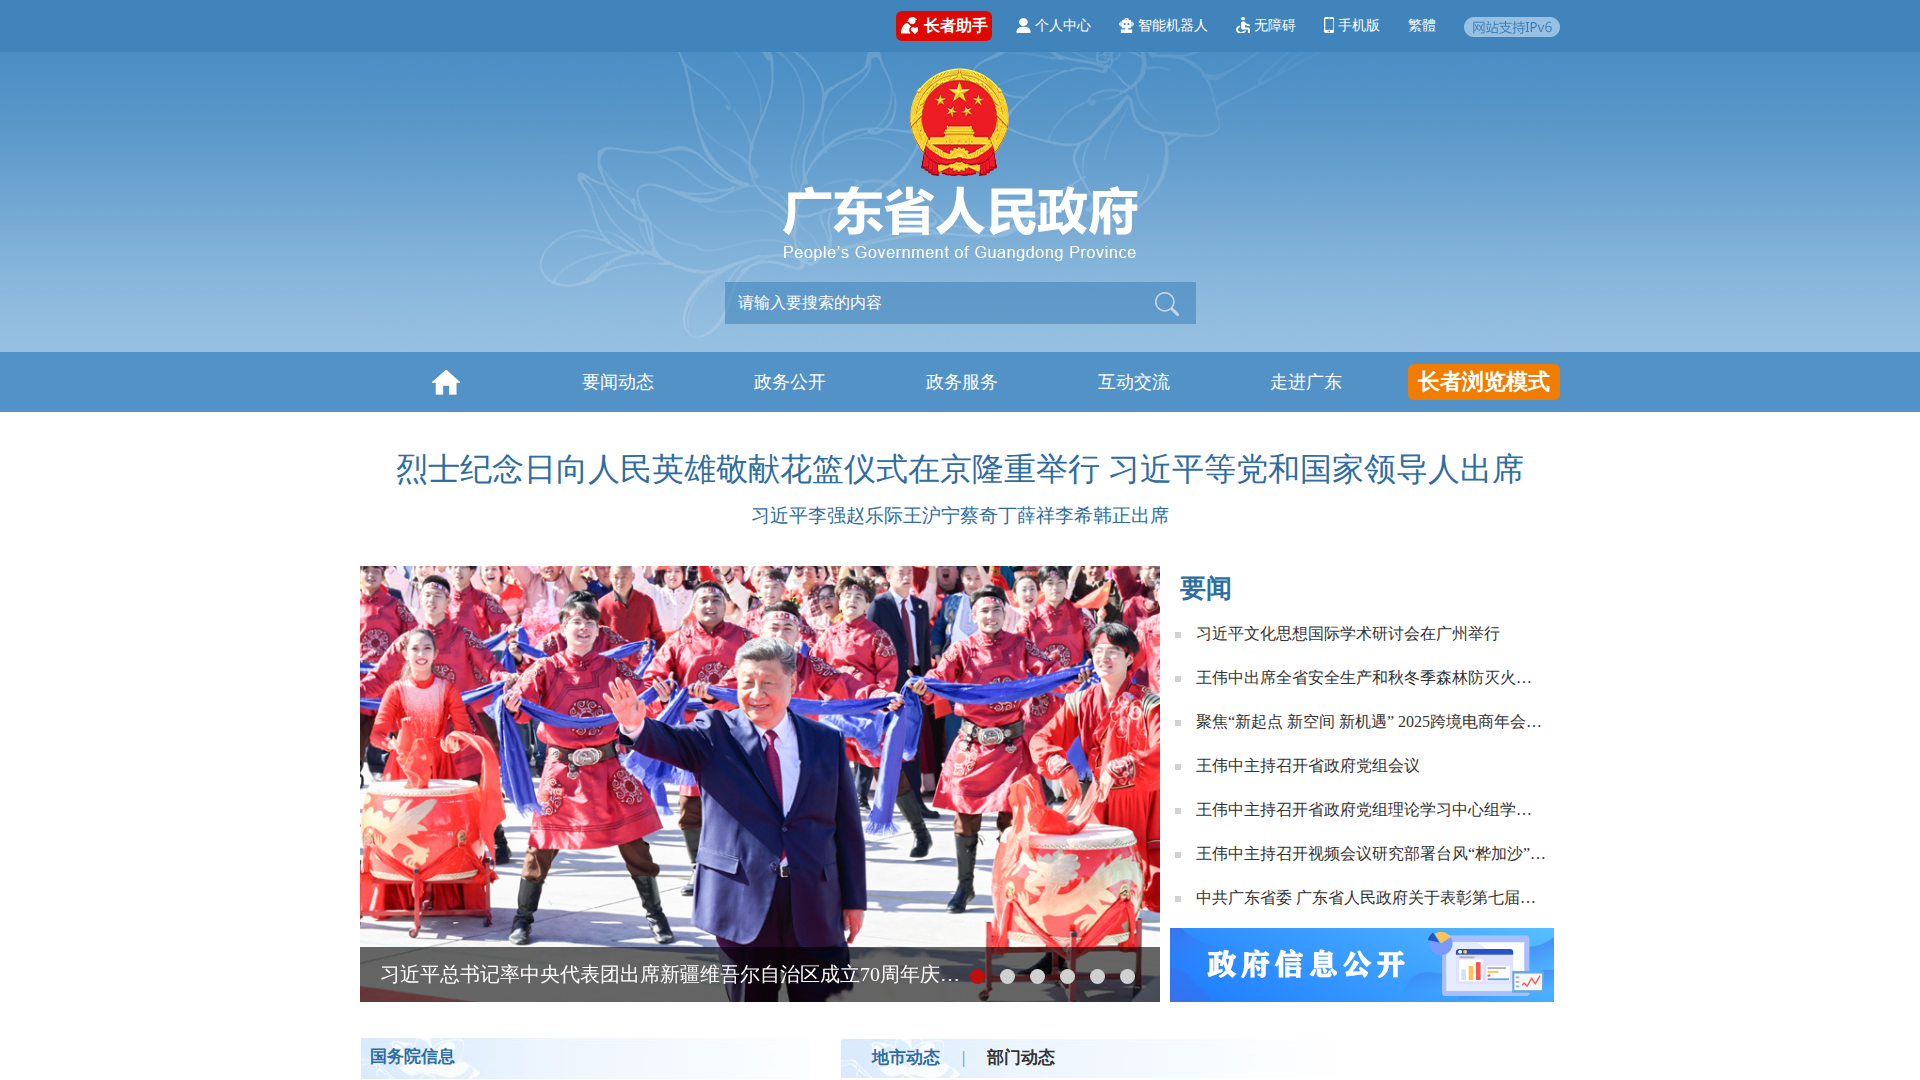 长者助手 个人中心 智能机器人 无障碍 手机版 繁體 网站支持IPv6
广东省人民政府
People's Government of Guangdong Province
请输入要搜索的内容
要闻动态 政务公开 政务服务 互动交流 走进广东 长者浏览模式
烈士纪念日向人民英雄敬献花篮仪式在京隆重举行 习近平等党和国家领导人出席
习近平李强赵乐际王沪宁蔡奇丁薛祥李希韩正出席
要闻
习近平文化思想国际学术研讨会在广州举行
王伟中出席全省安全生产和秋冬季森林防灭火…
聚焦“新起点 新空间 新机遇” 2025跨境电商年会…
王伟中主持召开省政府党组会议
王伟中主持召开省政府党组理论学习中心组学…
王伟中主持召开视频会议研究部署台风“桦加沙”…
中共广东省委 广东省人民政府关于表彰第七届…
习近平总书记率中央代表团出席新疆维吾尔自治区成立70周年庆…
政府信息公开
国务院信息
地市动态 | 部门动态